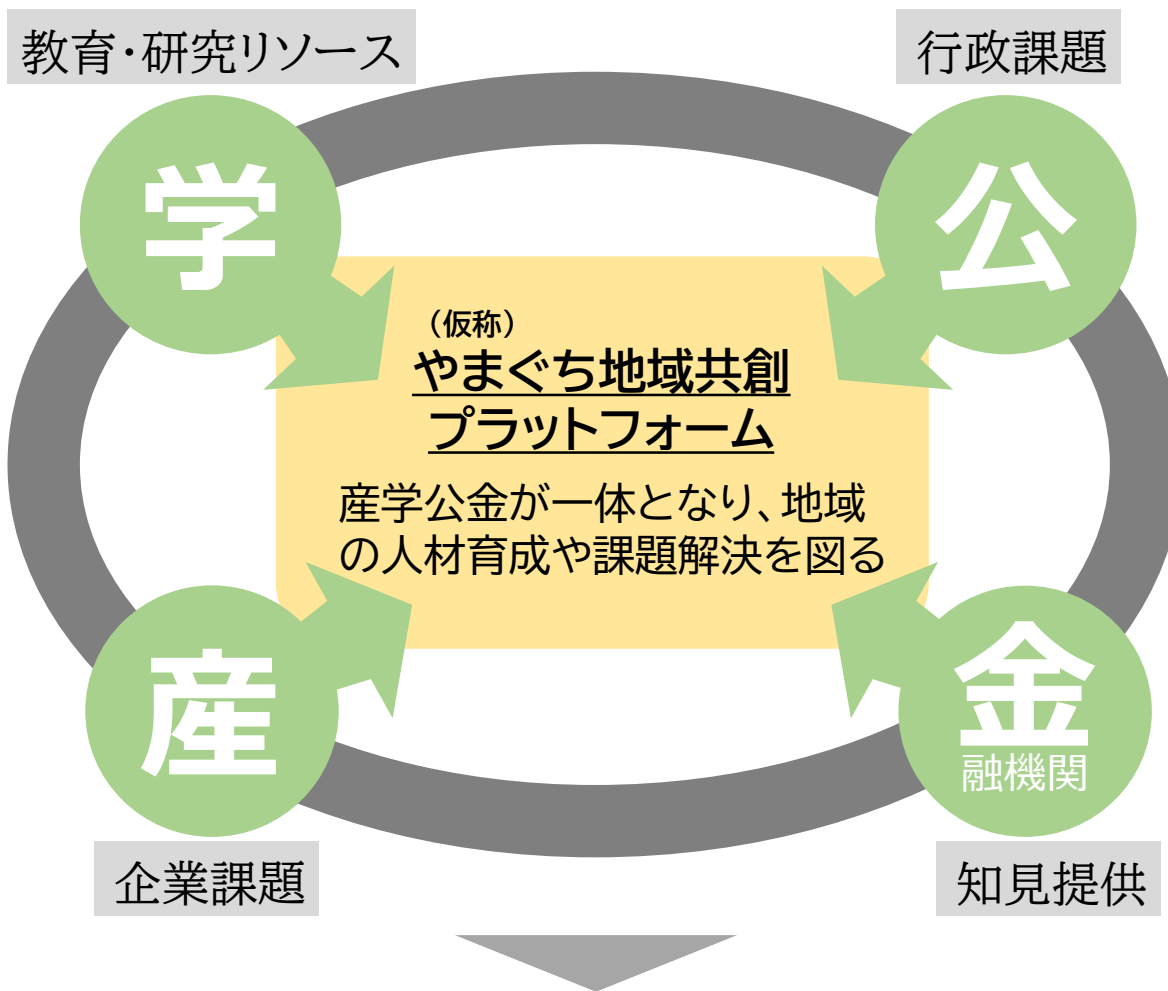 教育・研究リソース
行政課題
学
公
（仮称）
やまぐち地域共創
プラットフォーム
産学公金が一体となり、地域
の人材育成や課題解決を図る
産
金
融機関
企業課題
知見提供